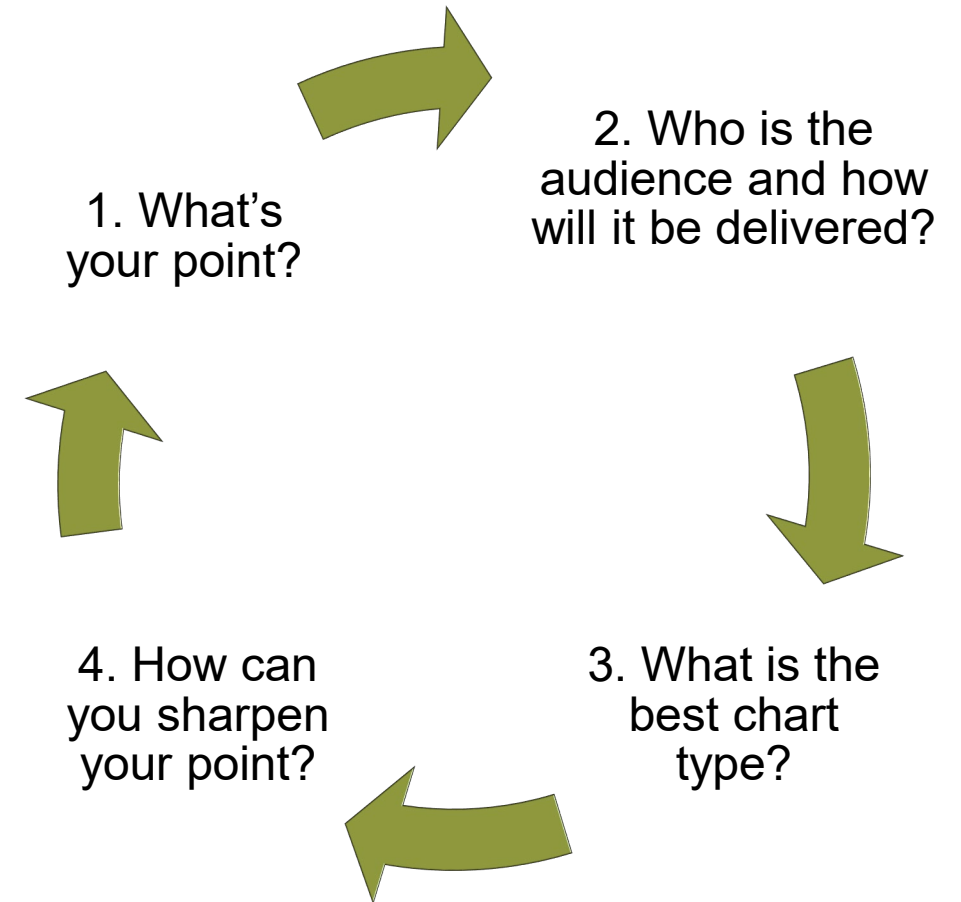 1. What’s
your point?
2. Who is the
audience and how
will it be delivered?
3. What is the
best chart
type?
4. How can
you sharpen
your point?